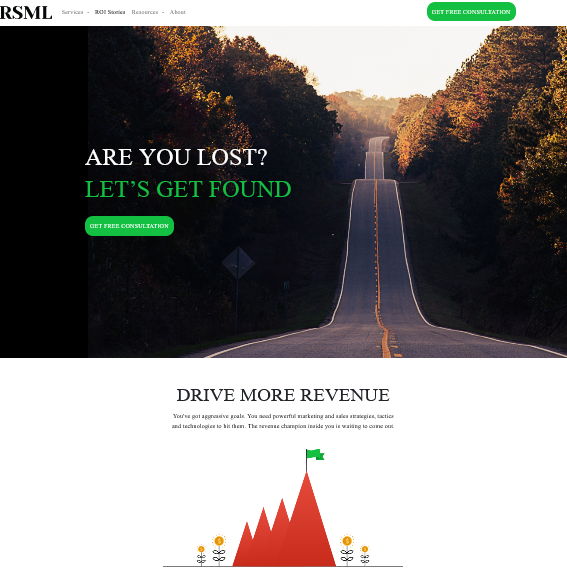 RSML
Services
ROI Stories
Resources
About
GET FREE CONSULTATION
ARE YOU LOST?
LET'S GET FOUND
GET FREE CONSULTATION
DRIVE MORE REVENUE
You've got aggressive goals. You need powerful marketing and sales strategies, tactics
and technologies to hit them. The revenue champion inside you is waiting to come out.